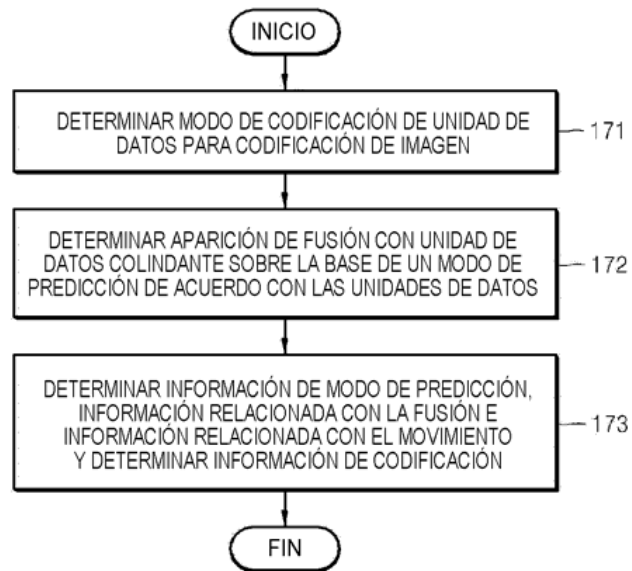 INICIO
DETERMINAR MODO DE CODIFICACIÓN DE UNIDAD DE
DATOS PARA CODIFICACIÓN DE IMAGEN
171
DETERMINAR APARICIÓN DE FUSIÓN CON UNIDAD DE
DATOS COLINDANTE SOBRE LA BASE DE UN MODO DE
PREDICCIÓN DE ACUERDO CON LAS UNIDADES DE DATOS
172
DETERMINAR INFORMACIÓN DE MODO DE PREDICCIÓN,
INFORMACIÓN RELACIONADA CON LA FUSIÓN E
INFORMACIÓN RELACIONADA CON EL MOVIMIENTO
Y DETERMINAR INFORMACIÓN DE CODIFICACIÓN
173
FIN